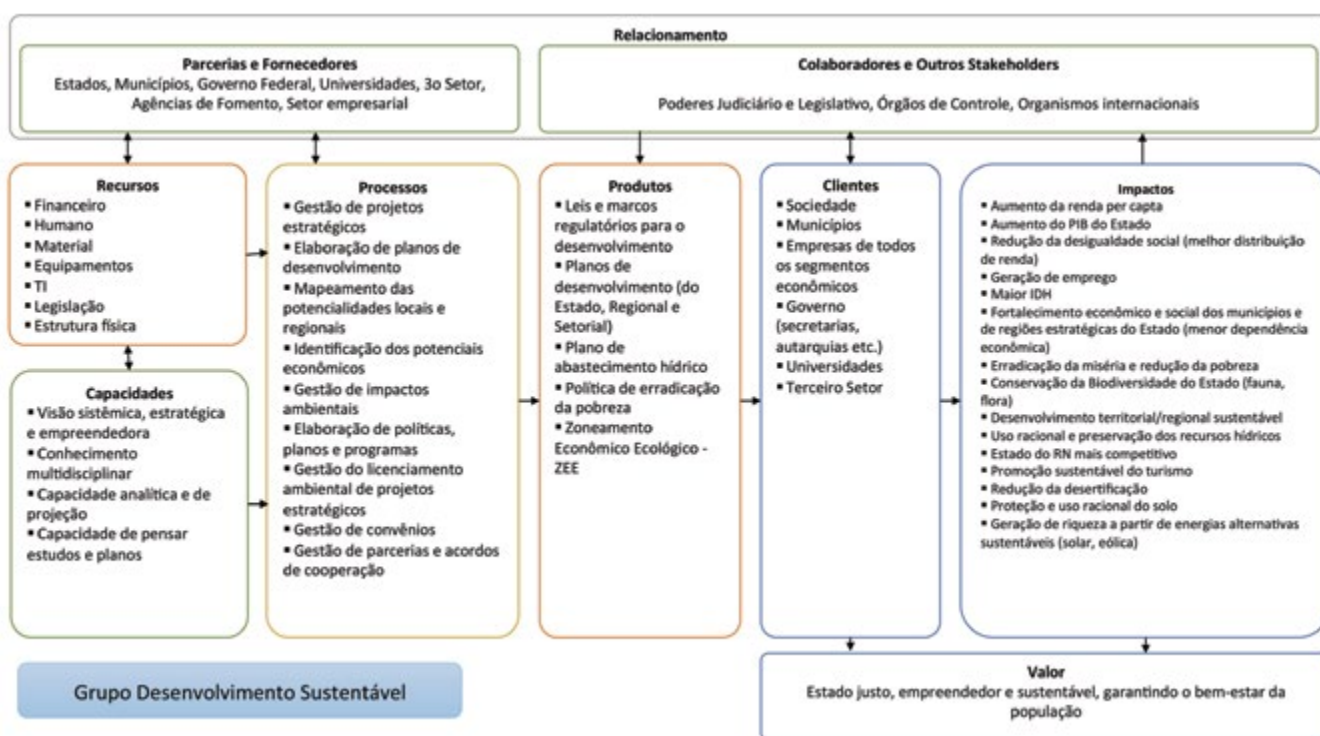 Relacionamento
Parcerias e Fornecedores
Estados, Municípios, Governo Federal, Universidades, 3o Setor,
Agências de Fomento, Setor empresarial
Colaboradores e Outros Stakeholders
Poderes Judiciário e Legislativo, Órgãos de Controle, Organismos internacionais
Recursos
▪ Financeiro
▪ Humano
▪ Material
▪ Equipamentos
▪ TI
▪ Legislação
▪ Estrutura física
Capacidades
▪ Visão sistêmica, estratégica
e empreendedora
▪ Conhecimento
multidisciplinar
▪ Capacidade analítica e de
projeção
▪ Capacidade de pensar
estudos e planos
Processos
▪ Gestão de projetos
estratégicos
▪ Elaboração de planos de
desenvolvimento
▪ Mapeamento das
potencialidades locais e
regionais
▪ Identificação dos potenciais
econômicos
▪ Gestão de impactos
ambientais
▪ Elaboração de políticas,
planos e programas
▪ Gestão do licenciamento
ambiental de projetos
estratégicos
▪ Gestão de convênios
▪ Gestão de parcerias e acordos
de cooperação
Produtos
▪ Leis e marcos
regulatórios para o
desenvolvimento
▪ Planos de
desenvolvimento (do
Estado, Regional e
Setorial)
▪ Plano de
abastecimento hídrico
▪ Política de erradicação
da pobreza
▪ Zoneamento
Econômico Ecológico -
ZEE
Clientes
▪ Sociedade
▪ Municípios
▪ Empresas de todos
os segmentos
econômicos
▪ Governo
(secretarias,
autarquias etc.)
▪ Universidades
▪ Terceiro Setor
Impactos
▪ Aumento da renda per capta
▪ Aumento do PIB do Estado
▪ Redução da desigualdade social (melhor distribuição
de renda)
▪ Geração de emprego
▪ Maior IDH
▪ Fortalecimento econômico e social dos municípios e
de regiões estratégicas do Estado (menor dependência
econômica)
▪ Erradicação da miséria e redução da pobreza
▪ Conservação da Biodiversidade do Estado (fauna,
flora)
▪ Desenvolvimento territorial/regional sustentável
▪ Uso racional e preservação dos recursos hídricos
▪ Estado do RN mais competitivo
▪ Promoção sustentável do turismo
▪ Redução da desertificação
▪ Proteção e uso racional do solo
▪ Geração de riqueza a partir de energias alternativas
sustentáveis (solar, eólica)
Grupo Desenvolvimento Sustentável
Valor
Estado justo, empreendedor e sustentável, garantindo o bem-estar da
população